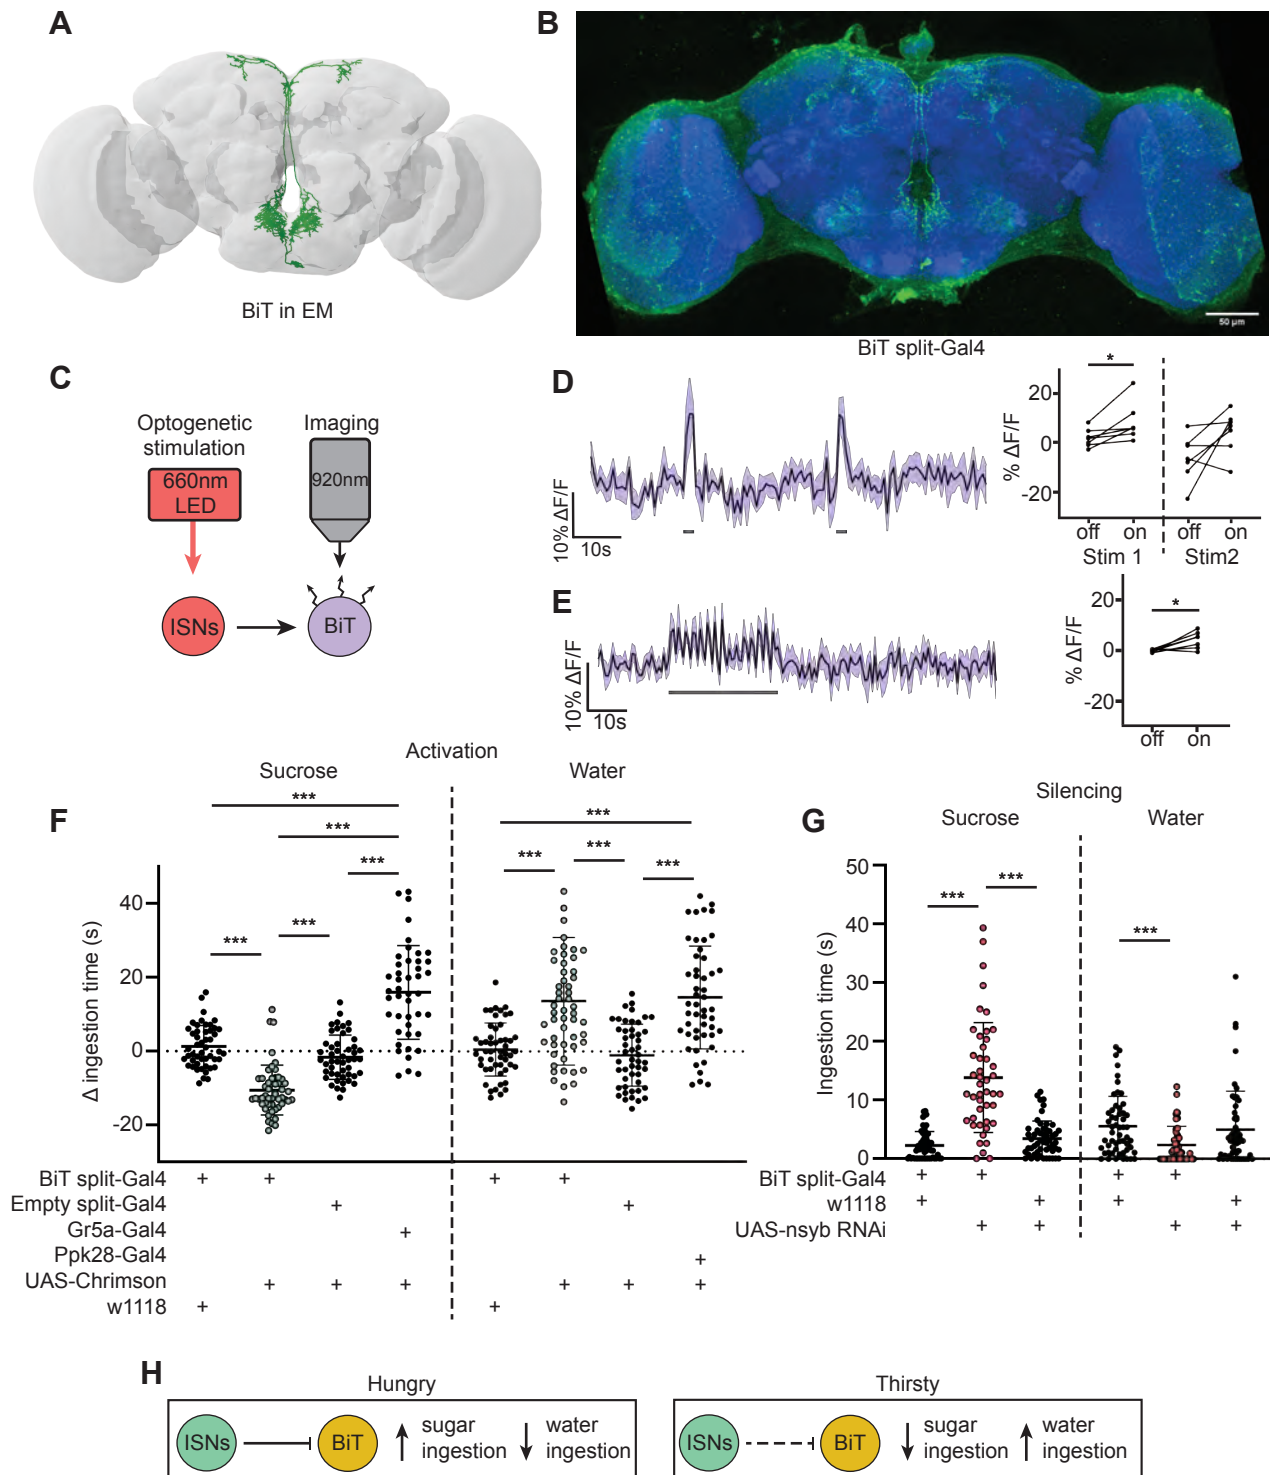 A
BiT in EM
B
50 µm
BiT split-Gal4
C
Optogenetic
stimulation
Imaging
660nm
LED
920nm
ISNs
BiT
D
10% ΔF/F
10s
% ΔF/F
20
0
-20
off on off on
Stim 1 Stim2
*
E
10% ΔF/F
10s
% ΔF/F
20
0
-20
off on
*
F
Activation
Sucrose Water
***
***
***
***
***
***
***
***
***
Δ ingestion time (s)
40
20
0
-20
BiT split-Gal4 + + + +
Empty split-Gal4 + +
Gr5a-Gal4 +
Ppk28-Gal4 +
UAS-Chrimson + + + + + +
w1118 + +
G
Silencing
Sucrose Water
***
***
***
Ingestion time (s)
50
40
30
20
10
0
BiT split-Gal4 + + + +
w1118 + + + +
UAS-nsyb RNAi + + + +
H
Hungry
ISNs
BiT
sugar
ingestion
water
ingestion
Thirsty
ISNs
BiT
sugar
ingestion
water
ingestion